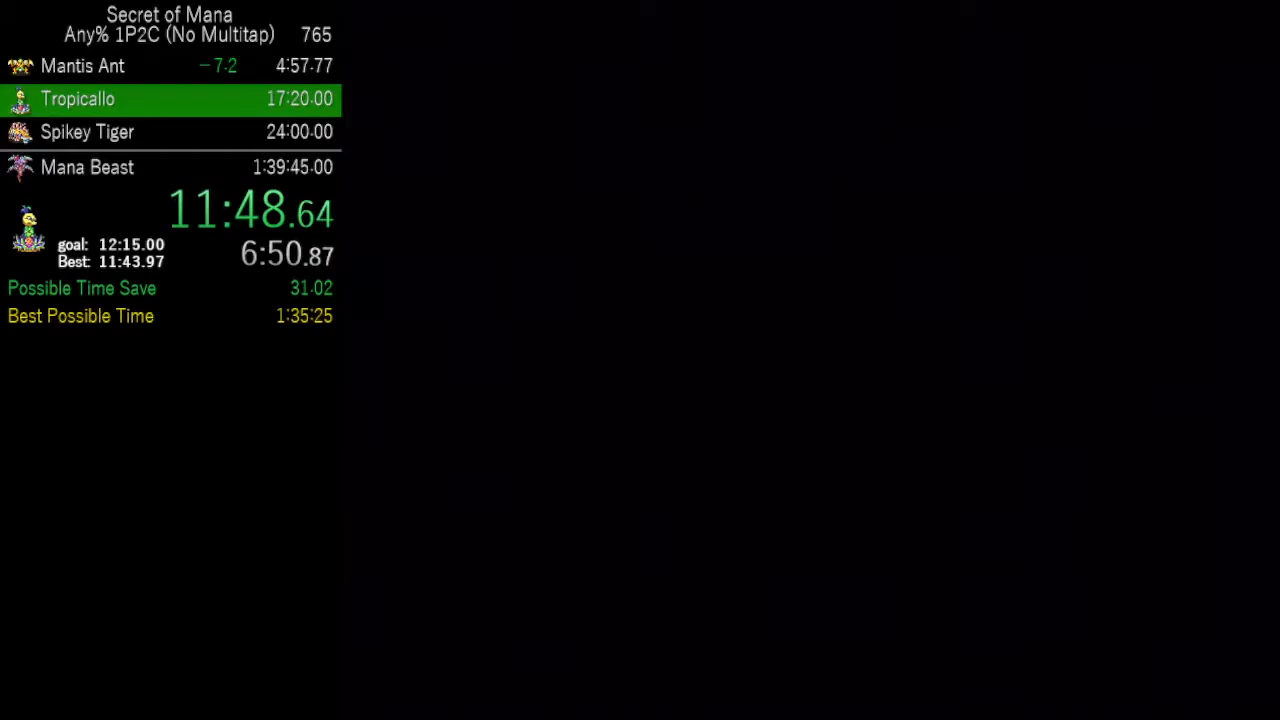 Secret of Mana
Any% 1P2C (No Multitap) 765
Mantis Ant -7.2 4:57.77
Tropicallo 17:20.00
Spikey Tiger 24:00.00
Mana Beast 1:39:45.00
11:48.64
goal: 12:15.00
Best: 11:43.97
6:50.87
Possible Time Save 31.02
Best Possible Time 1:35:25